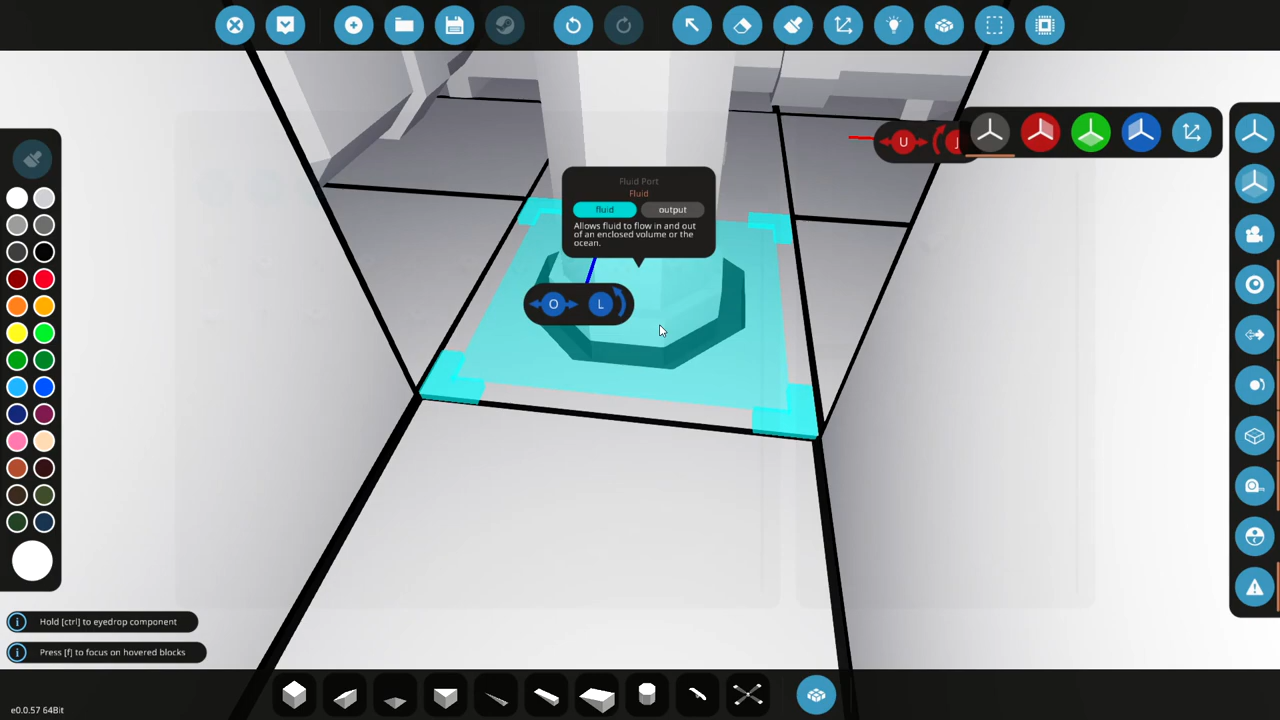 U
J
Fluid Port
Fluid
fluid output
Allows fluid to flow in and out
of an enclosed volume or the
ocean.
O L
Hold [ctrl] to eyedrop component
Press [f] to focus on hovered blocks
e0.0.57 64Bit